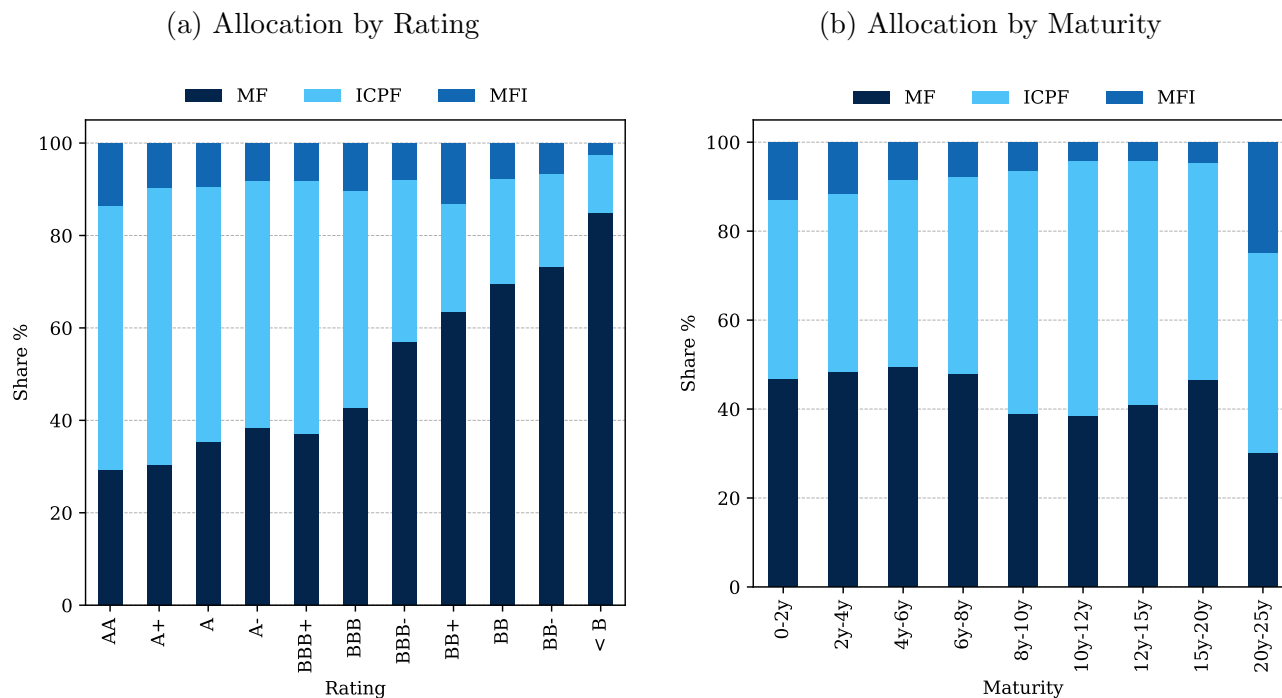 (a) Allocation by Rating
MF ICPF MFI
100
80
60
40
20
0
Share %
AA A+ A A- BBB+ BBB BBB- BB+ BB BB- < B
Rating
(b) Allocation by Maturity
MF ICPF MFI
100
80
60
40
20
0
Share %
0-2y 2y-4y 4y-6y 6y-8y 8y-10y 10y-12y 12y-15y 15y-20y 20y-25y
Maturity